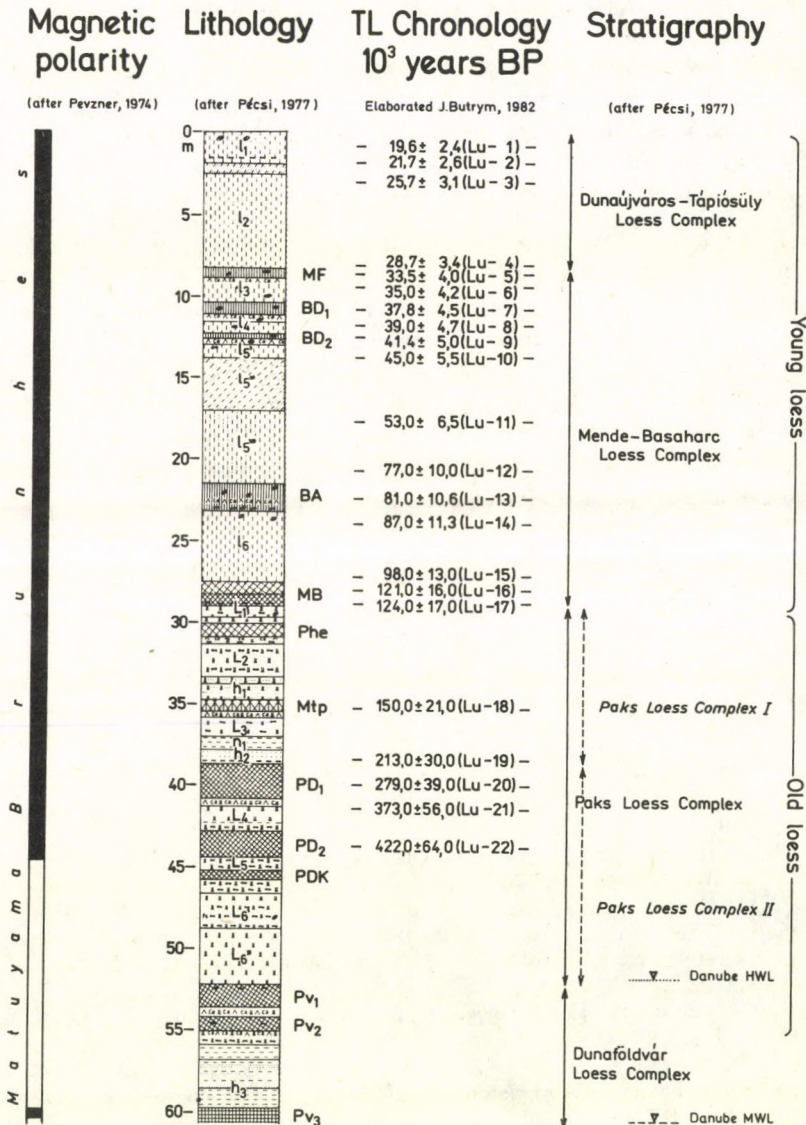 Magnetic polarity
(after Pevzner, 1974)
Lithology
(after Pécsi, 1977)
TL Chronology
10³ years BP
Elaborated J.Butrym, 1982
Stratigraphy
(after Pécsi, 1977)
Brunhes
Matuyama
0
m
5
10
15
20
25
30
35
40
45
50
55
60
l1
l2
l3
l4
l5
l5
l5
l6
L1
L2
h1
L3
h1
h2
L4
L5
L6
L6
h3
MF
BD1
BD2
BA
MB
Phe
Mtp
PD1
PD2
PDK
Pv1
Pv2
Pv3
– 19,6± 2,4(Lu- 1) –
– 21,7± 2,6(Lu- 2) –
– 25,7± 3,1(Lu- 3) –
– 28,7± 3,4(Lu- 4) –
– 33,5± 4,0(Lu- 5) –
– 35,0± 4,2(Lu- 6) –
– 37,8± 4,5(Lu- 7) –
– 39,0± 4,7(Lu- 8) –
– 41,4± 5,0(Lu- 9) –
– 45,0± 5,5(Lu-10) –
– 53,0± 6,5(Lu-11) –
– 77,0±10,0(Lu-12) –
– 81,0±10,6(Lu-13) –
– 87,0±11,3(Lu-14) –
– 98,0±13,0(Lu-15) –
– 121,0±16,0(Lu-16) –
– 124,0±17,0(Lu-17) –
– 150,0±21,0(Lu-18) –
– 213,0±30,0(Lu-19) –
– 279,0±39,0(Lu-20) –
– 373,0±56,0(Lu-21) –
– 422,0±64,0(Lu-22) –
Dunaújváros-Tápiósüly
Loess Complex
Mende-Basaharc
Loess Complex
Paks Loess Complex I
Paks Loess Complex
Paks Loess Complex II
Danube HWL
Dunaföldvár
Loess Complex
Danube MWL
Young loess
Old loess